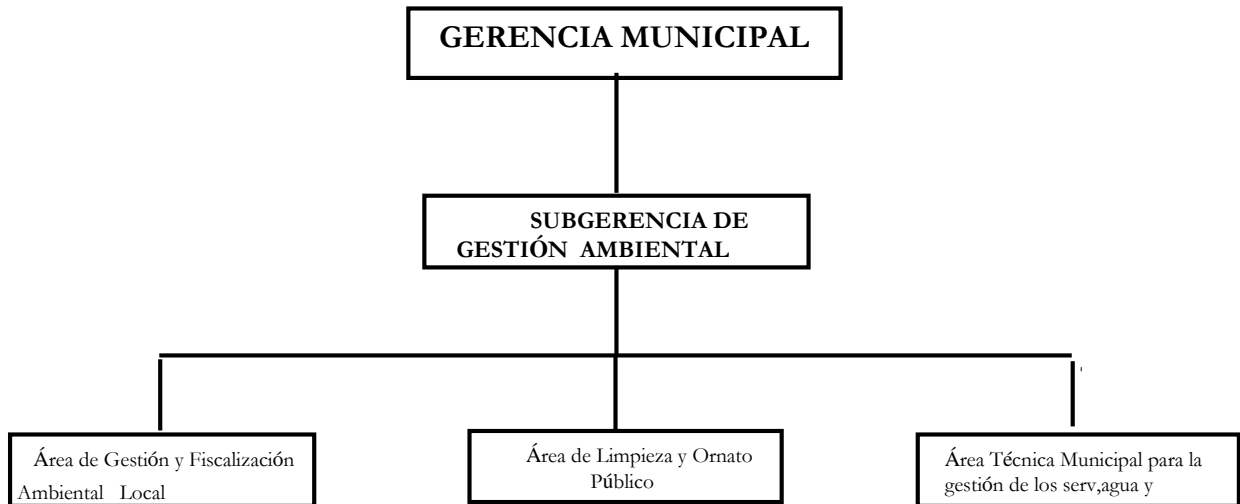 GERENCIA MUNICIPAL
SUBGERENCIA DE
GESTIÓN AMBIENTAL
Área de Gestión y Fiscalización
Ambiental Local
Área de Limpieza y Ornato
Público
Área Técnica Municipal para la
gestión de los serv,agua y